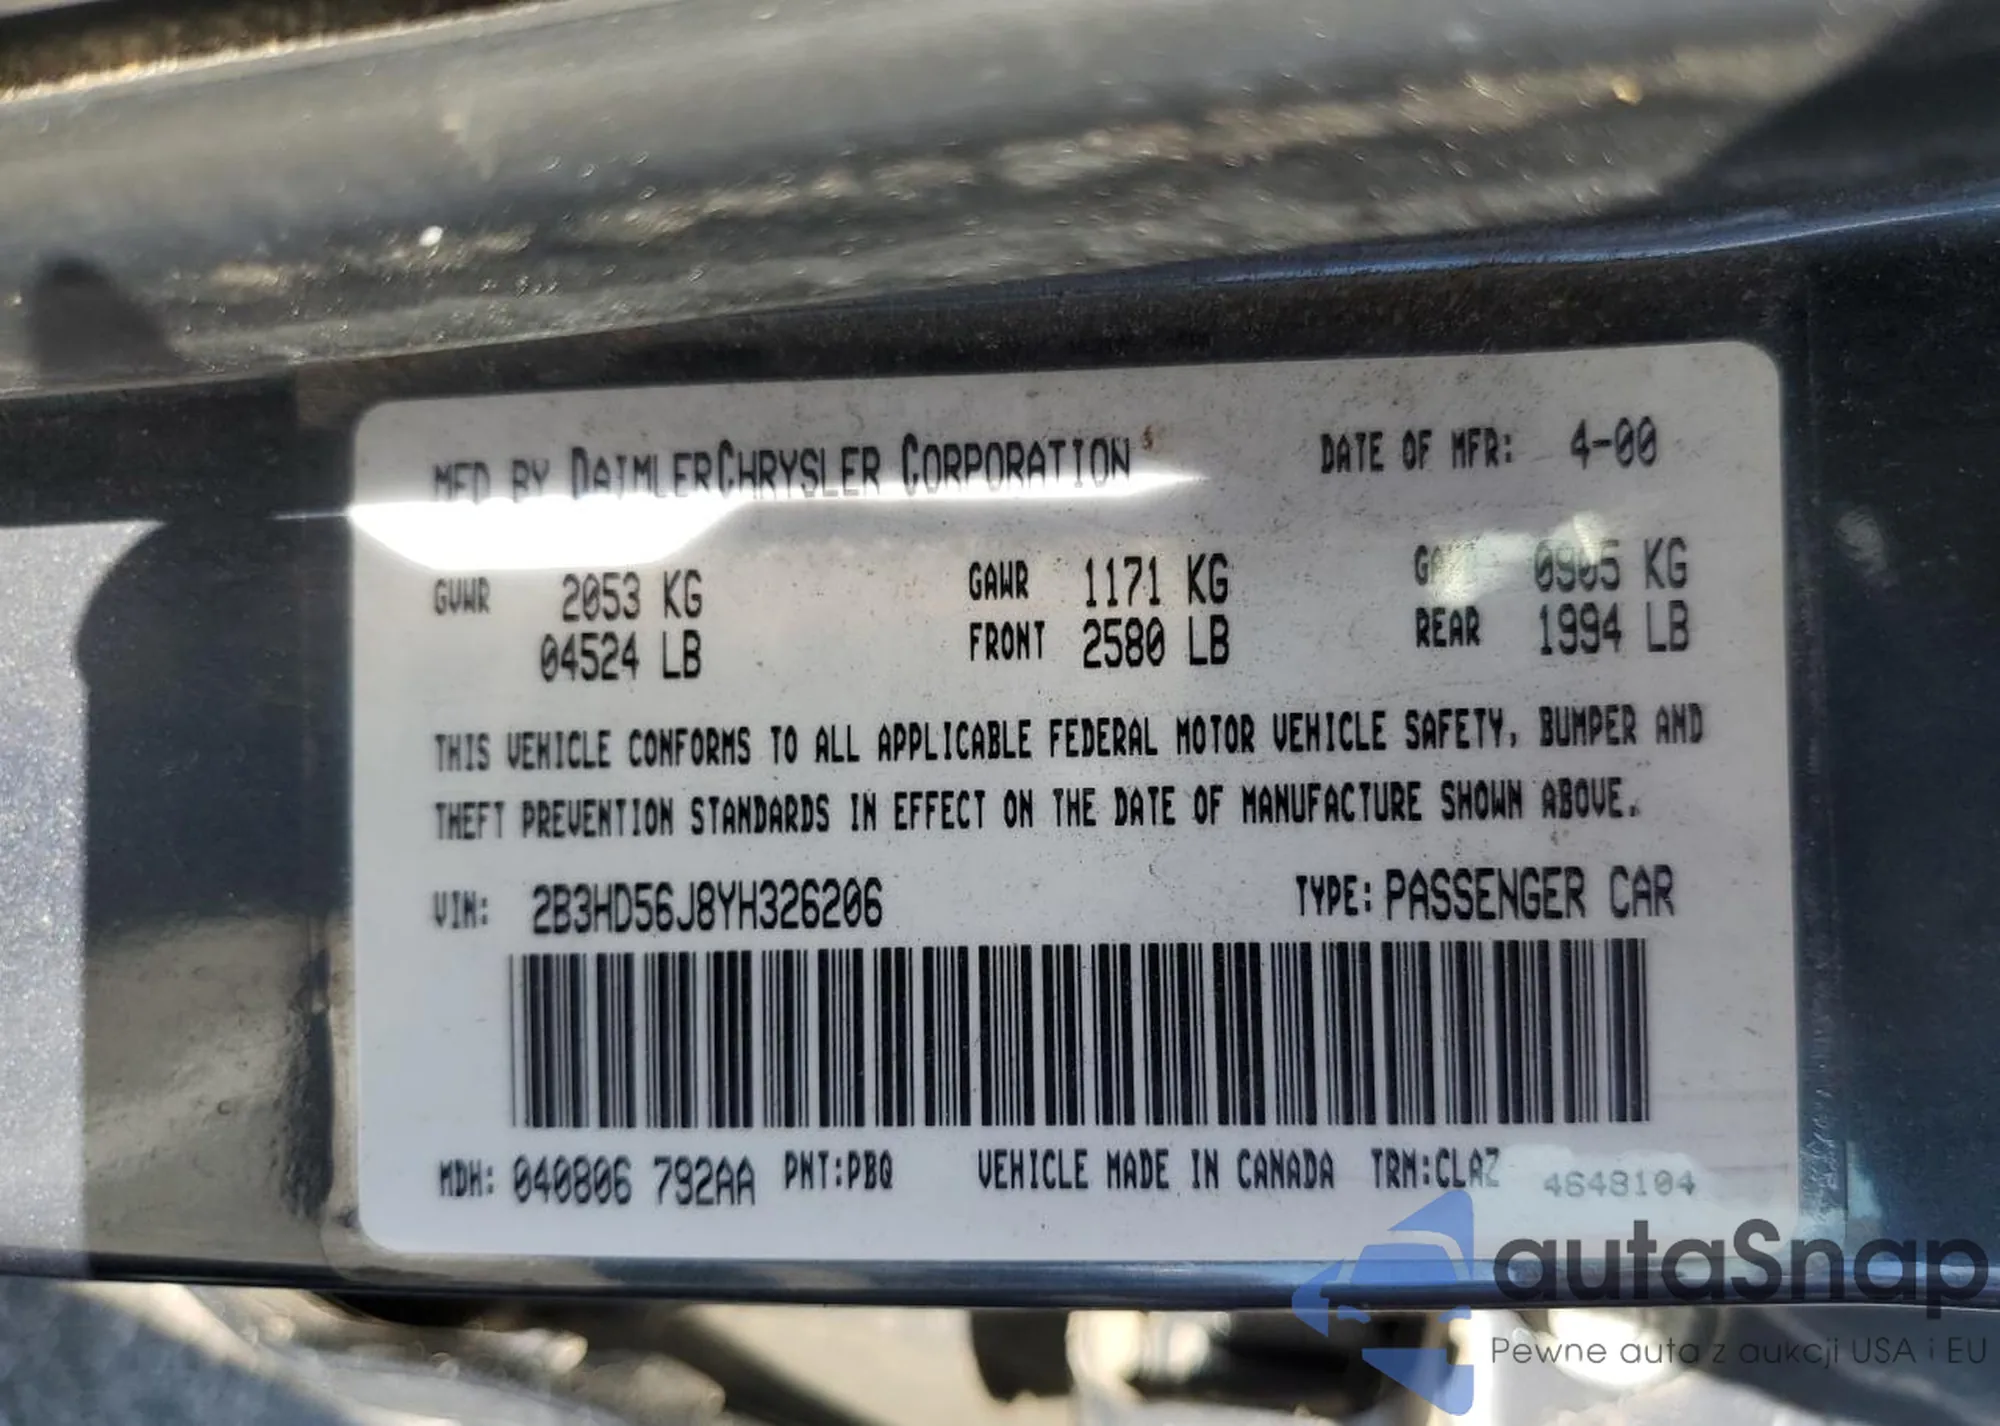 MFD BY DAIMLERCHRYSLER CORPORATION DATE OF MFR: 4-00
GVWR 2053 KG GAWR 1171 KG 0905 KG
04524 LB FRONT 2580 LB REAR 1994 LB
THIS VEHICLE CONFORMS TO ALL APPLICABLE FEDERAL MOTOR VEHICLE SAFETY, BUMPER AND
THEFT PREVENTION STANDARDS IN EFFECT ON THE DATE OF MANUFACTURE SHOWN ABOVE.
VIN: 2B3HD56J8YH326206 TYPE: PASSENGER CAR
MDH: 040806 792AA PNT:PBQ VEHICLE MADE IN CANADA TRM:CLAZ 4648104
autaSnap
Pewne auta z aukcji USA i EU